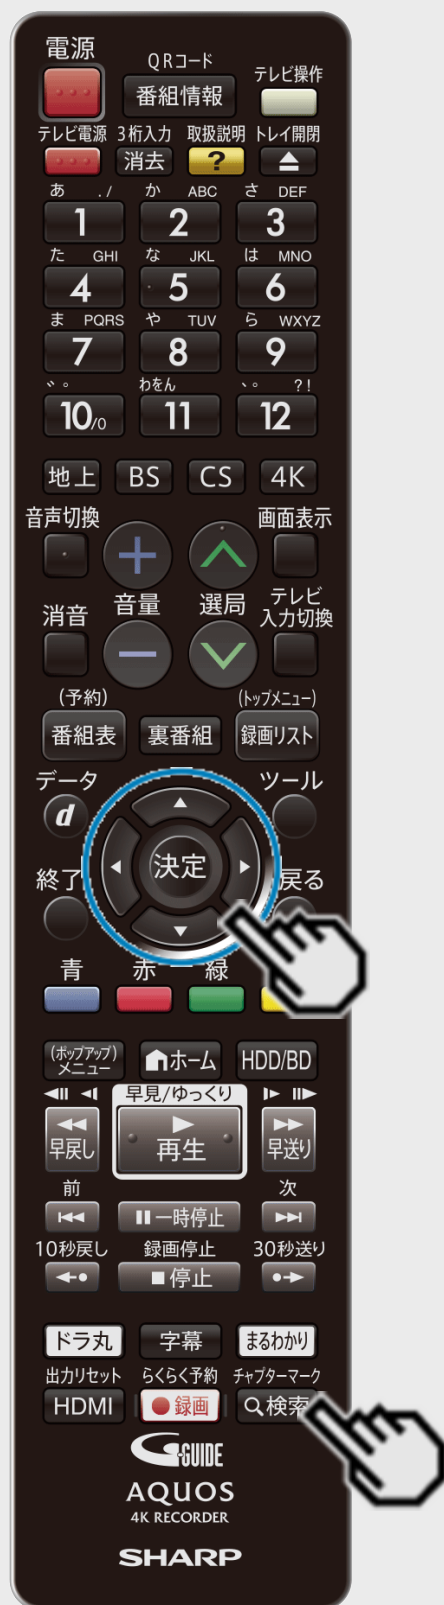 電源
QRコード
テレビ操作
番組情報
テレビ電源 3桁入力 取扱説明 トレイ開閉
消去 ?
あ ./ か ABC さ DEF
1 2 3
た GHI な JKL は MNO
4 5 6
ま PQRS や TUV ら WXYZ
7 8 9
゛゜ わをん 、。 ?!
10/0 11 12
地上 BS CS 4K
音声切換 画面表示
消音 音量 選局 テレビ
入力切換
(予約) (トップメニュー)
番組表 裏番組 録画リスト
データ ツール
d
決定
終了 戻る
青 赤 緑
(ポップアップ)
メニュー ホーム HDD/BD
早見/ゆっくり
早戻し 再生 早送り
前 次
一時停止
10秒戻し 録画停止 30秒送り
停止
ドラ丸 字幕 まるわかり
出力リセット らくらく予約 チャプターマーク
HDMI 録画 検索
G-GUIDE
AQUOS
4K RECORDER
SHARP